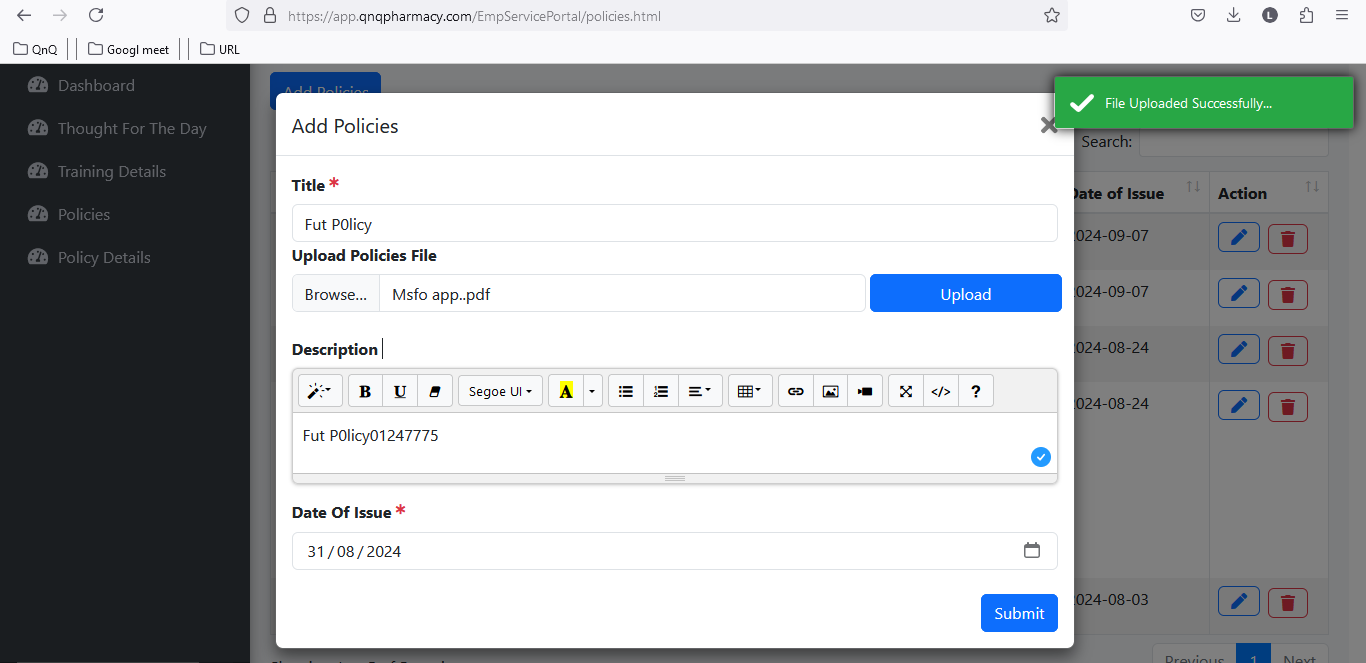 https://app.qnqpharmacy.com/EmpServicePortal/policies.html
L
QnQ
Googl meet
URL
Dashboard
Thought For The Day
Training Details
Policies
Policy Details
Add Policies
File Uploaded Successfully...
Add Policies
Search:
Title *
Fut P0licy
Upload Policies File
Browse... Msfo app..pdf Upload
Description
B U Segoe UI A </> ?
Fut P0licy01247775
Date Of Issue *
31/08/2024
Submit
Date of Issue Action
2024-09-07
2024-09-07
2024-08-24
2024-08-24
2024-08-03
Previous 1 Next